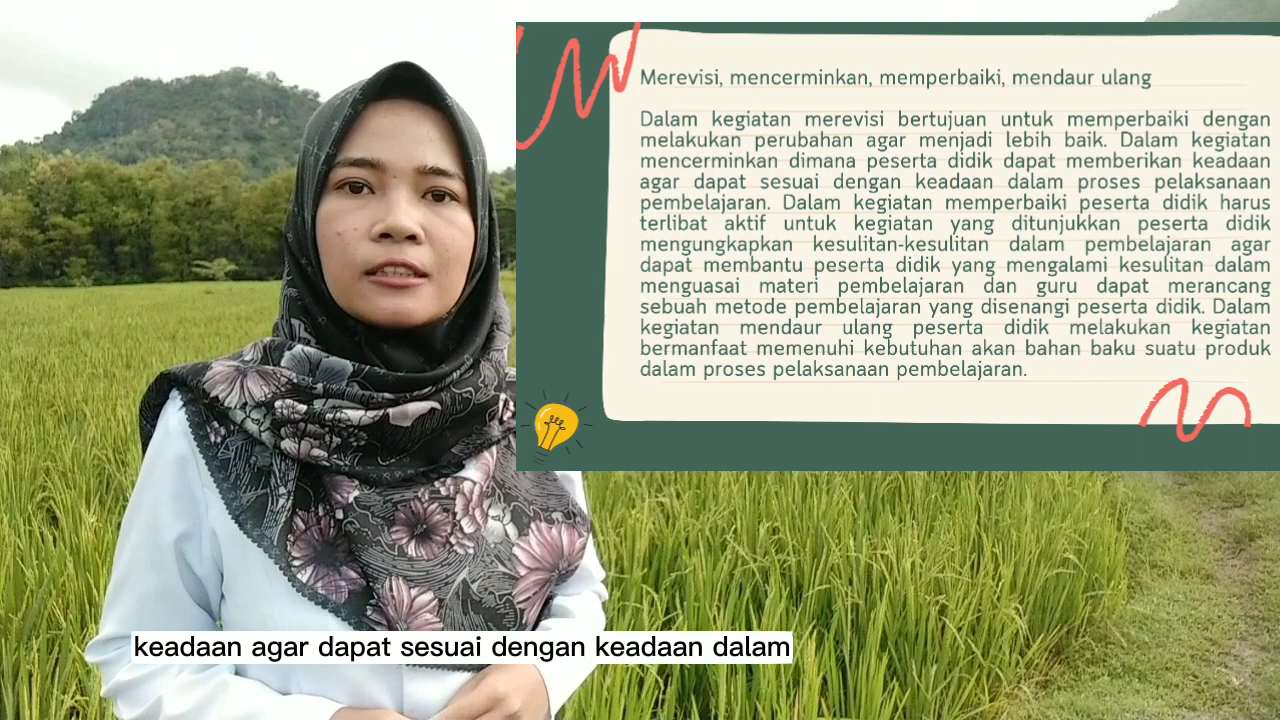 Merevisi, mencerminkan, memperbaiki, mendaur ulang
Dalam kegiatan merevisi bertujuan untuk memperbaiki dengan
melakukan perubahan agar menjadi lebih baik. Dalam kegiatan
mencerminkan dimana peserta didik dapat memberikan keadaan
agar dapat sesuai dengan keadaan dalam proses pelaksanaan
pembelajaran. Dalam kegiatan memperbaiki peserta didik harus
terlibat aktif untuk kegiatan yang ditunjukkan peserta didik
mengungkapkan kesulitan-kesulitan dalam pembelajaran agar
dapat membantu peserta didik yang mengalami kesulitan dalam
menguasai materi pembelajaran dan guru dapat merancang
sebuah metode pembelajaran yang disenangi peserta didik. Dalam
kegiatan mendaur ulang peserta didik melakukan kegiatan
bermanfaat memenuhi kebutuhan akan bahan baku suatu produk
dalam proses pelaksanaan pembelajaran.
keadaan agar dapat sesuai dengan keadaan dalam